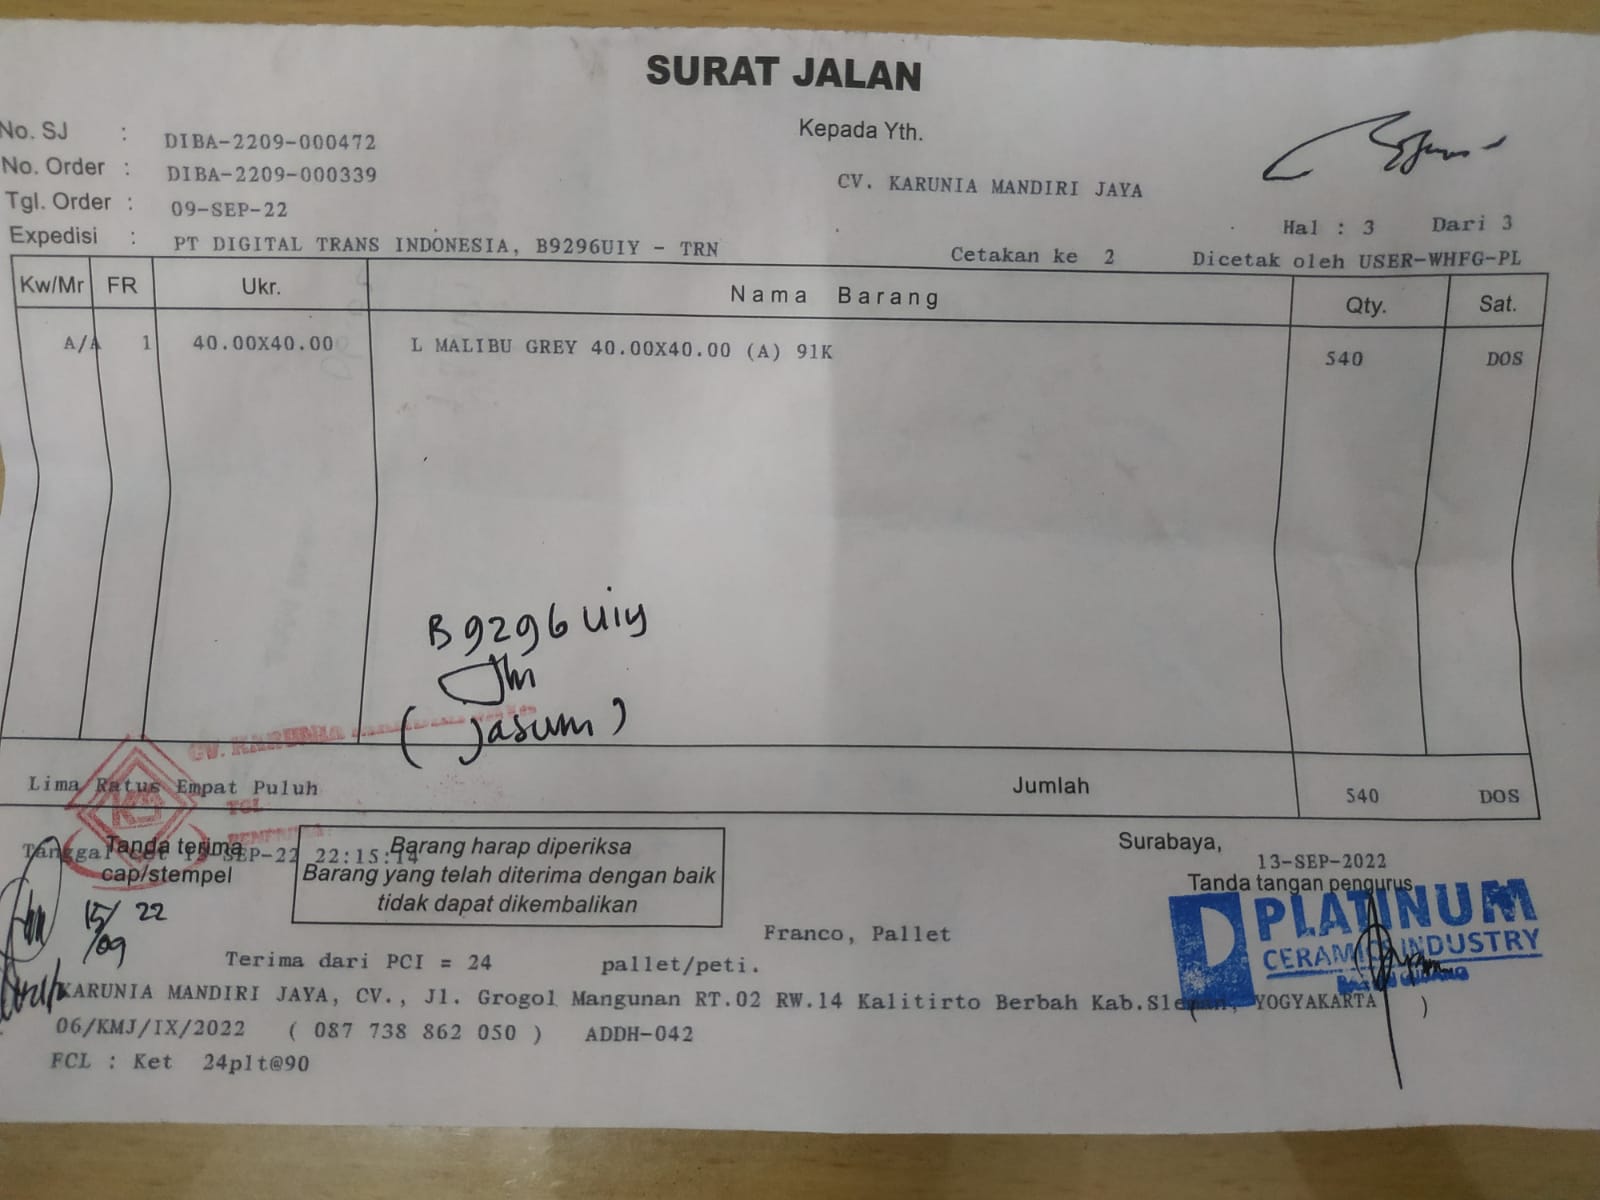 SURAT JALAN
No. SJ : DIBA-2209-000472
No. Order : DIBA-2209-000339
Tgl. Order : 09-SEP-22
Expedisi : PT DIGITAL TRANS INDONESIA, B9296UIY - TRN
Kepada Yth.
CV. KARUNIA MANDIRI JAYA
Hal : 3 Dari 3
Cetakan ke 2 Dicetak oleh USER-WHFG-PL
Kw/Mr FR Ukr. Nama Barang Qty. Sat.
A/A 1 40.00X40.00 L MALIBU GREY 40.00X40.00 (A) 91K 540 DOS
B9296UIY
(Jasum)
CV. KARUNIA
TGL
Lima Ratus Empat Puluh Jumlah 540 DOS
Tanda terima
cap/stempel
SEP-22 22:15:14
15/09 22
Barang harap diperiksa
Barang yang telah diterima dengan baik
tidak dapat dikembalikan
Surabaya,
13-SEP-2022
Tanda tangan pengurus
PLATINUM
CERAMICS INDUSTRY
Franco, Pallet
Terima dari PCI = 24 pallet/peti.
KARUNIA MANDIRI JAYA, CV., Jl. Grogol Mangunan RT.02 RW.14 Kalitirto Berbah Kab. YOGYAKARTA
06/KMJ/IX/2022 ( 087 738 862 050 ) ADDH-042
FCL : Ket 24plt@90